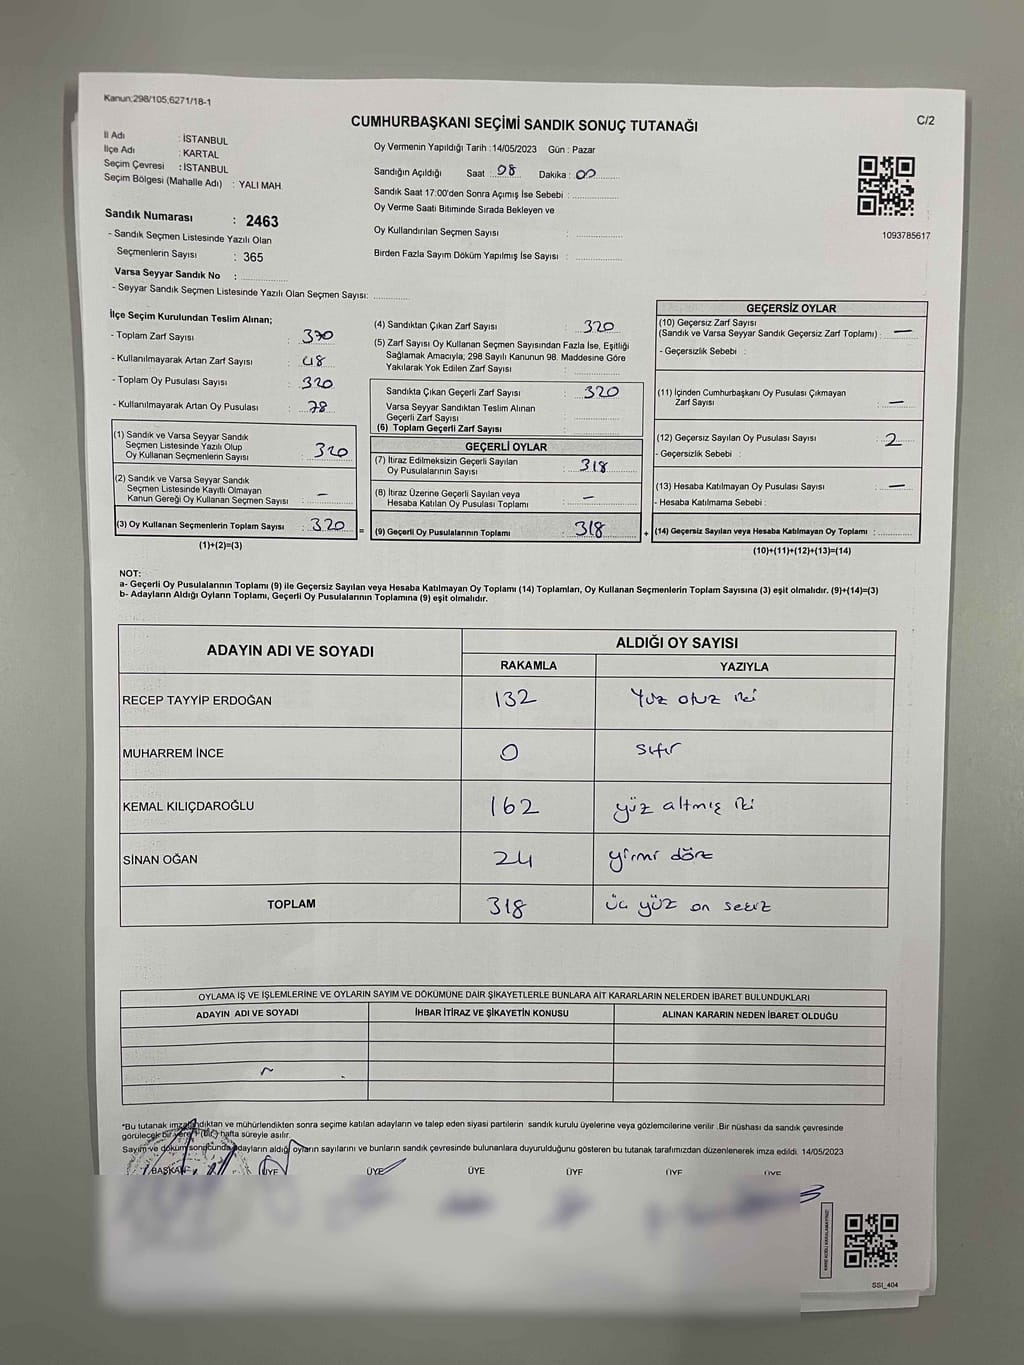 Kanun;298/105;6271/18-1
C/2
CUMHURBAŞKANI SEÇİMİ SANDIK SONUÇ TUTANAĞI
İl Adı : İSTANBUL
İlçe Adı : KARTAL
Seçim Çevresi : İSTANBUL
Seçim Bölgesi (Mahalle Adı) : YALI MAH.
Sandık Numarası : 2463
- Sandık Seçmen Listesinde Yazılı Olan
Seçmenlerin Sayısı : 365
Varsa Seyyar Sandık No :
- Seyyar Sandık Seçmen Listesinde Yazılı Olan Seçmen Sayısı:
Oy Vermenin Yapıldığı Tarih :14/05/2023 Gün : Pazar
Sandığın Açıldığı Saat : 08 Dakika : 00
Sandık Saat 17:00'den Sonra Açımış İse Sebebi :
Oy Verme Saati Bitiminde Sırada Bekleyen ve
Oy Kullandırılan Seçmen Sayısı :
Birden Fazla Sayım Döküm Yapılmış İse Sayısı :
1093785617
İlçe Seçim Kurulundan Teslim Alınan;
- Toplam Zarf Sayısı : 370
- Kullanılmayarak Artan Zarf Sayısı : 48
- Toplam Oy Pusulası Sayısı :
- Kullanılmayarak Artan Oy Pusulası : 78
(1) Sandık ve Varsa Seyyar Sandık
Seçmen Listesinde Yazılı Olup
Oy Kullanan Seçmenlerin Sayısı : 320
(2) Sandık ve Varsa Seyyar Sandık
Seçmen Listesinde Kayıtlı Olmayan
Kanun Gereği Oy Kullanan Seçmen Sayısı : –
(3) Oy Kullanan Seçmenlerin Toplam Sayısı : 320
(1)+(2)=(3)
=
(4) Sandıktan Çıkan Zarf Sayısı : 320
(5) Zarf Sayısı Oy Kullanan Seçmen Sayısından Fazla İse, Eşitliği
Sağlamak Amacıyla; 298 Sayılı Kanunun 98. Maddesine Göre
Yakılarak Yok Edilen Zarf Sayısı :
Sandıkta Çıkan Geçerli Zarf Sayısı : 320
Varsa Seyyar Sandıktan Teslim Alınan
Geçerli Zarf Sayısı :
(6) Toplam Geçerli Zarf Sayısı :
GEÇERLİ OYLAR
(7) İtiraz Edilmeksizin Geçerli Sayılan
Oy Pusulalarının Sayısı : 318
(8) İtiraz Üzerine Geçerli Sayılan veya
Hesaba Katılan Oy Pusulası Toplamı : –
(9) Geçerli Oy Pusulalarının Toplamı : 318
+
GEÇERSİZ OYLAR
(10) Geçersiz Zarf Sayısı
(Sandık ve Varsa Seyyar Sandık Geçersiz Zarf Toplamı) : –
- Geçersizlik Sebebi :
(11) İçinden Cumhurbaşkanı Oy Pusulası Çıkmayan
Zarf Sayısı : –
(12) Geçersiz Sayılan Oy Pusulası Sayısı : 2
- Geçersizlik Sebebi :
(13) Hesaba Katılmayan Oy Pusulası Sayısı : –
- Hesaba Katılmama Sebebi :
(14) Geçersiz Sayılan veya Hesaba Katılmayan Oy Toplamı :
(10)+(11)+(12)+(13)=(14)
NOT:
a- Geçerli Oy Pusulalarının Toplamı (9) ile Geçersiz Sayılan veya Hesaba Katılmayan Oy Toplamı (14) Toplamları, Oy Kullanan Seçmenlerin Toplam Sayısına (3) eşit olmalıdır. (9)+(14)=(3)
b- Adayların Aldığı Oyların Toplamı, Geçerli Oy Pusulalarının Toplamına (9) eşit olmalıdır.
ADAYIN ADI VE SOYADI ALDIĞI OY SAYISI
RAKAMLA YAZIYLA
RECEP TAYYİP ERDOĞAN 132 Yüz otuz iki
MUHARREM İNCE 0 sıfır
KEMAL KILIÇDAROĞLU 162 yüz altmış iki
SİNAN OĞAN 24 yirmi dört
TOPLAM 318 üç yüz on sekiz
OYLAMA İŞ VE İŞLEMLERİNE VE OYLARIN SAYIM VE DÖKÜMÜNE DAİR ŞİKAYETLERLE BUNLARA AİT KARARLARIN NELERDEN İBARET BULUNDUKLARI
ADAYIN ADI VE SOYADI İHBAR İTİRAZ VE ŞİKAYETİN KONUSU ALINAN KARARIN NEDEN İBARET OLDUĞU
*Bu tutanak imzalandıktan ve mühürlendikten sonra seçime katılan adayların ve talep eden siyasi partilerin sandık kurulu üyelerine veya gözlemcilerine verilir .Bir nüshası da sandık çevresinde
görülecek bir yere 1 (Bir) hafta süreyle asılır.
Sayım ve döküm sonucunda adayların aldığı oyların sayılarını ve bunların sandık çevresinde bulunanlara duyurulduğunu gösteren bu tutanak tarafımızdan düzenlenerek imza edildi. 14/05/2023
BAŞKAN ÜYE ÜYE ÜYE ÜYE ÜYE ÜYE
SSI_404